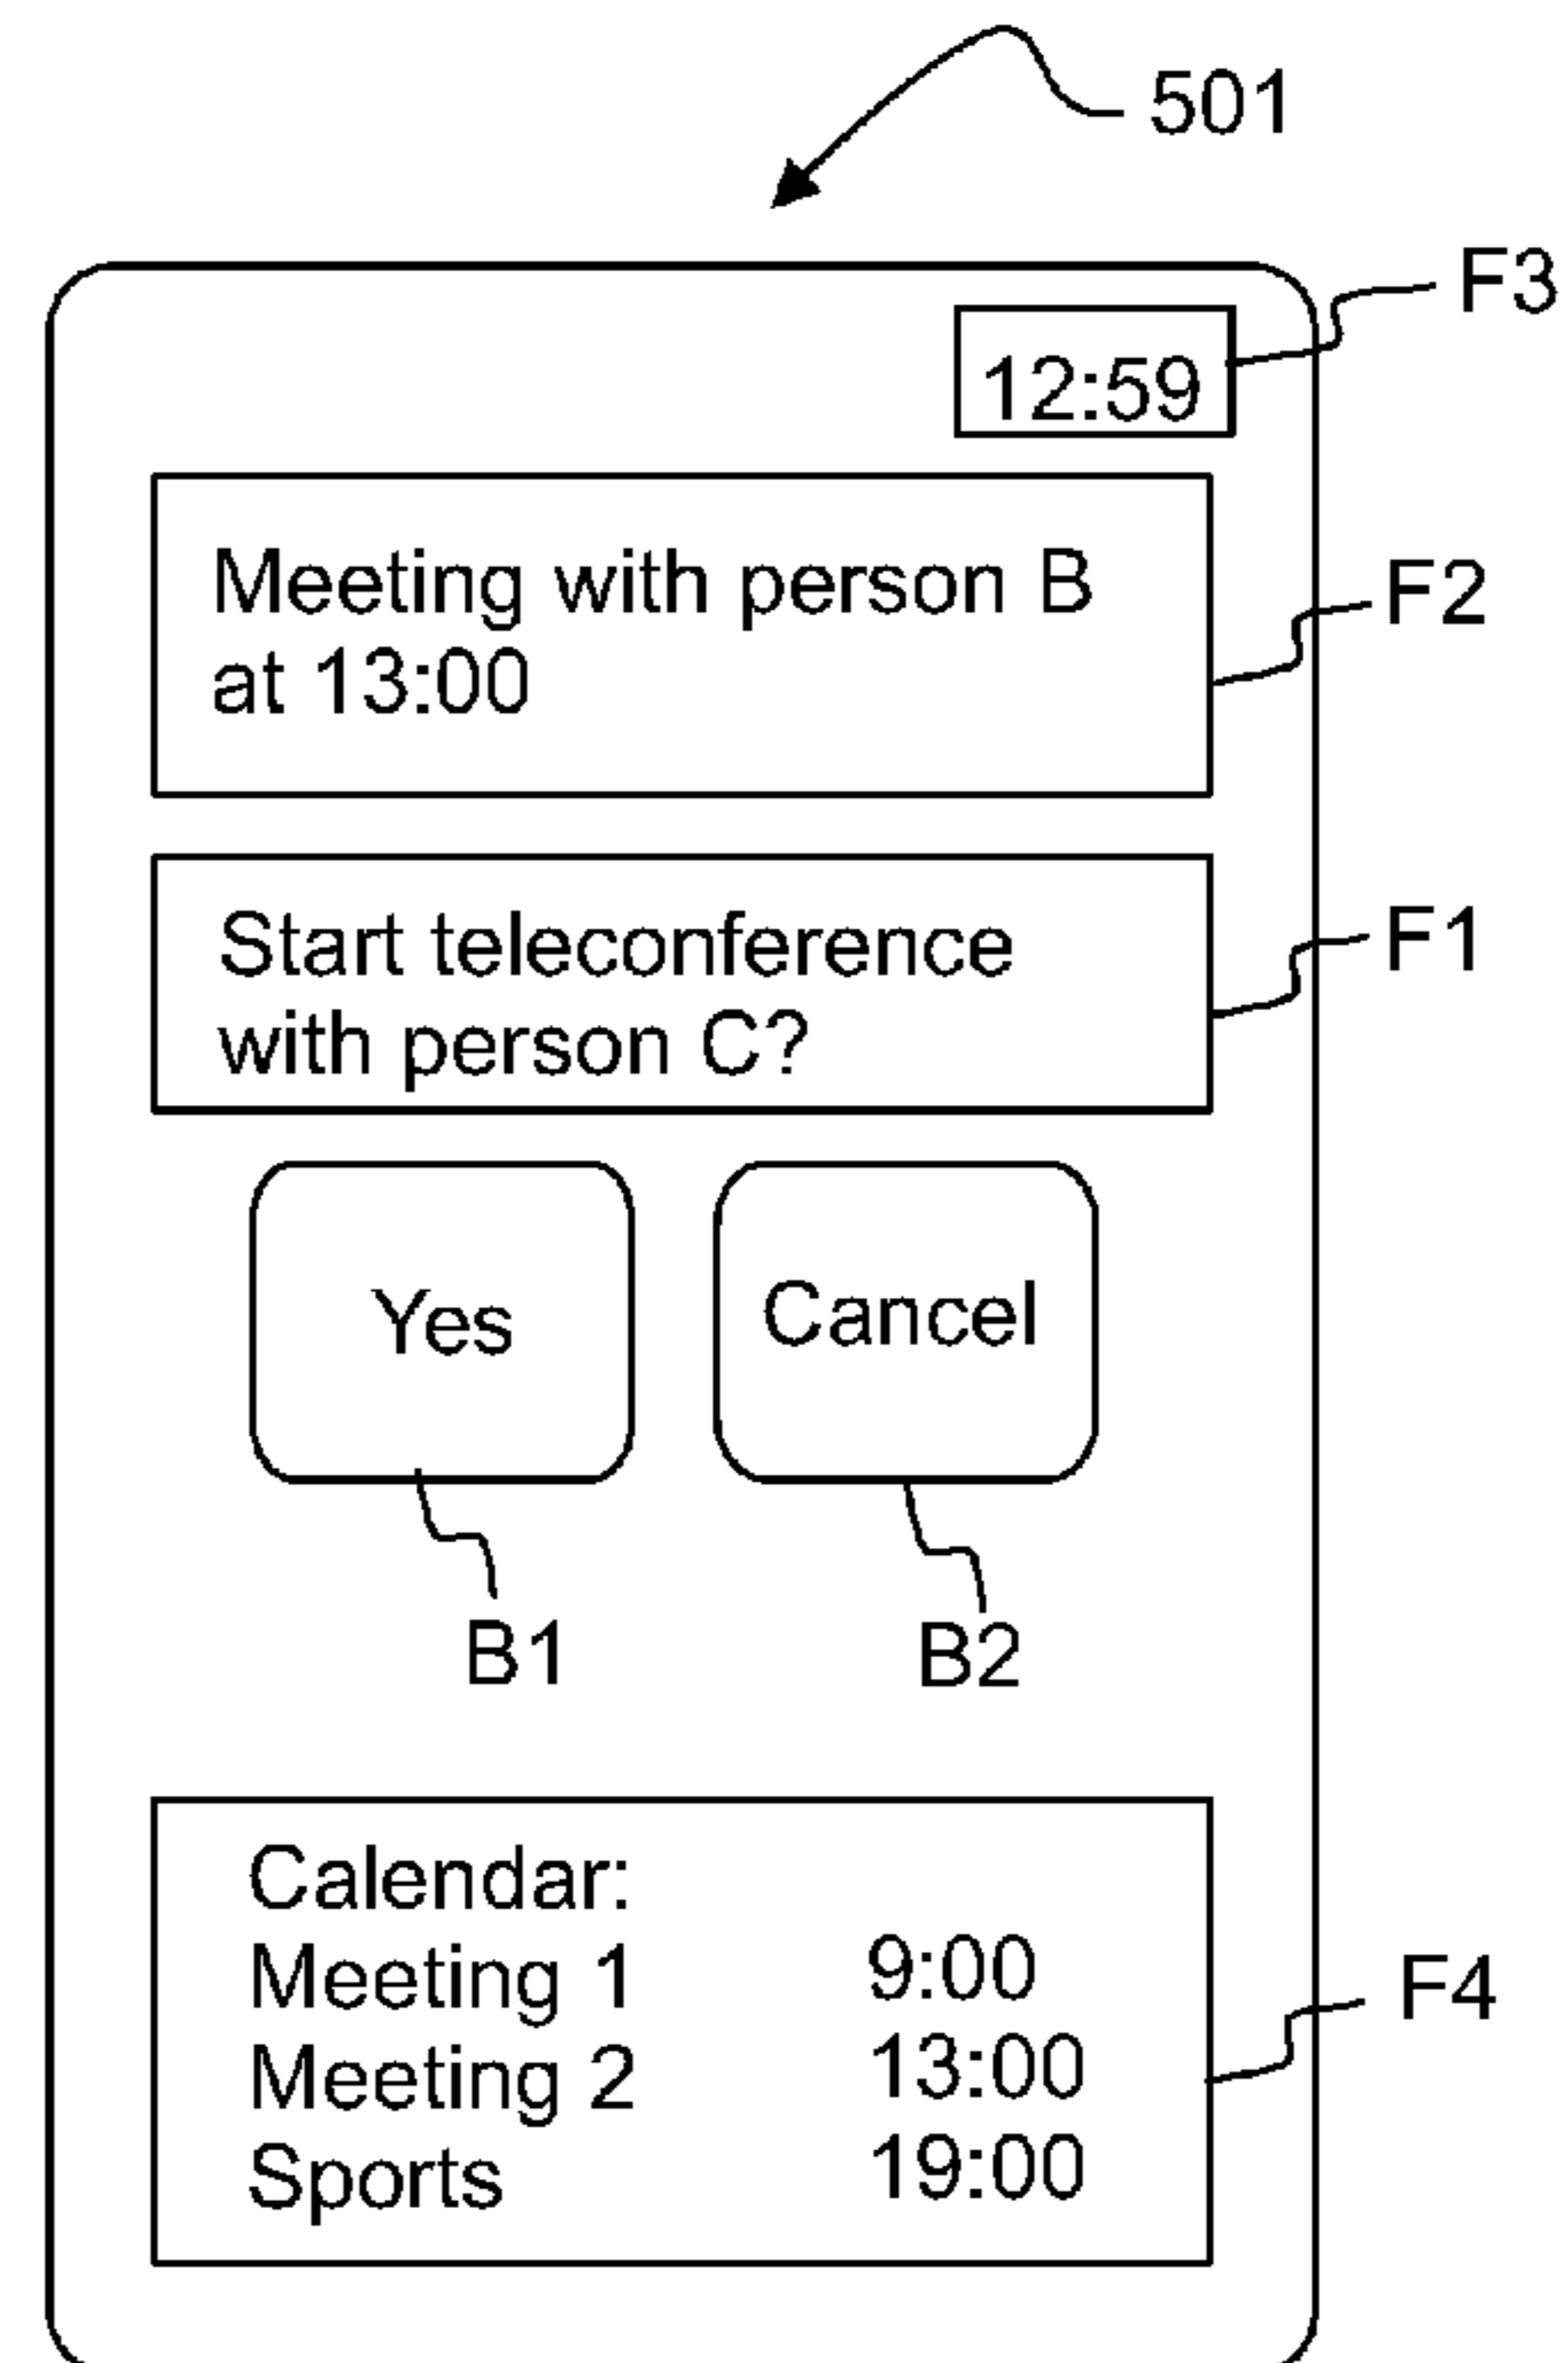 501
F3
12:59
Meeting with person B
at 13:00
F2
Start teleconference
with person C?
F1
Yes
Cancel
B1
B2
Calendar:
Meeting 1 9:00
Meeting 2 13:00
Sports 19:00
F4